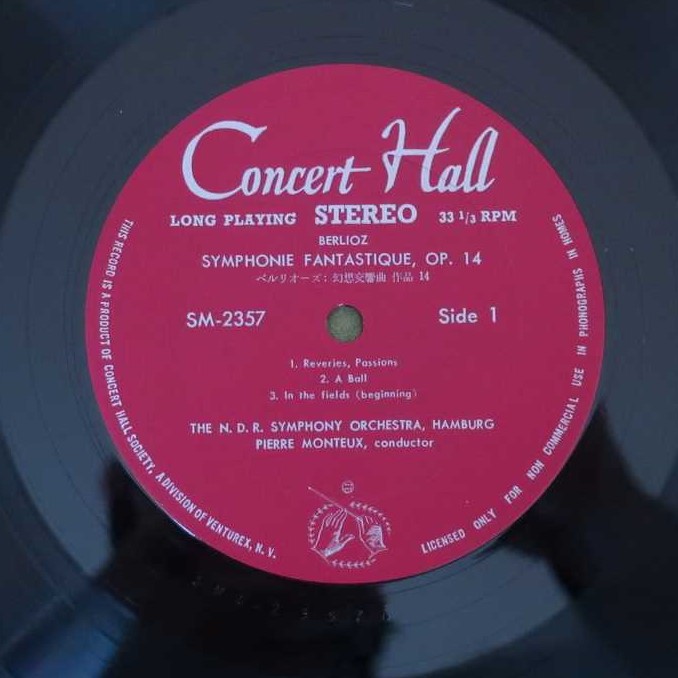 Concert Hall
LONG PLAYING STEREO 33 1/3 RPM
BERLIOZ
SYMPHONIE FANTASTIQUE, OP. 14
ベルリオーズ: 幻想交響曲 作品 14
SM-2357 Side 1
1. Reveries, Passions
2. A Ball
3. In the fields (beginning)
THE N. D. R. SYMPHONY ORCHESTRA, HAMBURG
PIERRE MONTEUX, conductor
THIS RECORD IS A PRODUCT OF CONCERT HALL SOCIETY, A DIVISION OF VENTUREX, N. V.
LICENSED ONLY FOR NON COMMERCIAL USE IN PHONOGRAPHS IN HOMES